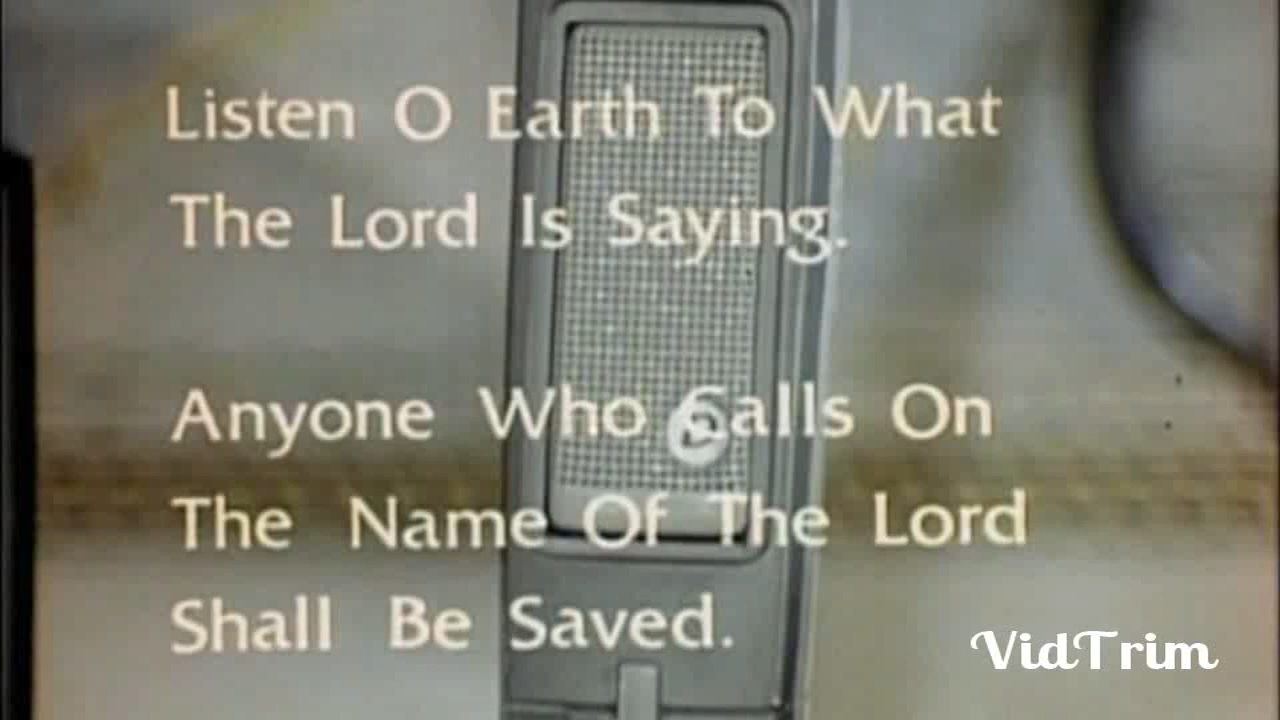 Listen O Earth To What
The Lord Is Saying.
Anyone Who Calls On
The Name Of The Lord
Shall Be Saved.
VidTrim